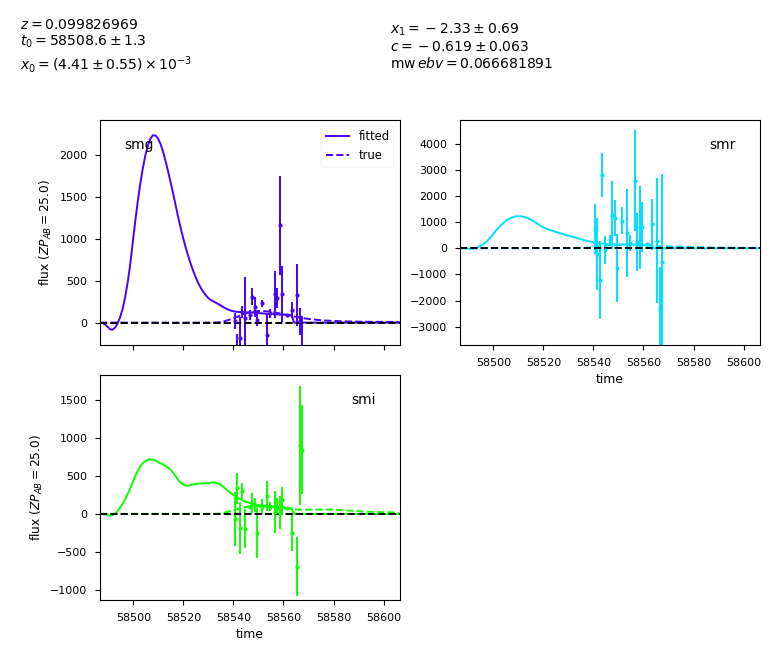 z = 0.099826969
t₀ = 58508.6 ± 1.3
x₀ = (4.41 ± 0.55) × 10⁻³
x₁ = −2.33 ± 0.69
c = −0.619 ± 0.063
mw ebv = 0.066681891
smg
fitted
true
2000
1500
1000
500
0
flux (ZP_AB = 25.0)
smr
4000
3000
2000
1000
0
−1000
−2000
−3000
58500 58520 58540 58560 58580 58600
time
smi
1500
1000
500
0
−500
−1000
flux (ZP_AB = 25.0)
58500 58520 58540 58560 58580 58600
time